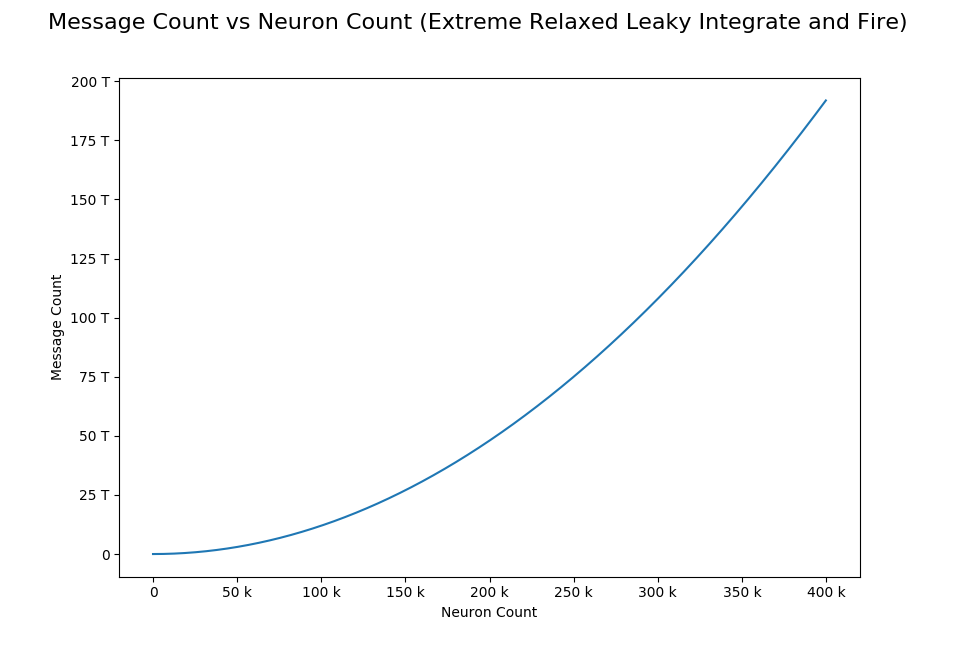 Message Count vs Neuron Count (Extreme Relaxed Leaky Integrate and Fire)
200 T
175 T
150 T
125 T
100 T
75 T
50 T
25 T
0
Message Count
0 50 k 100 k 150 k 200 k 250 k 300 k 350 k 400 k
Neuron Count